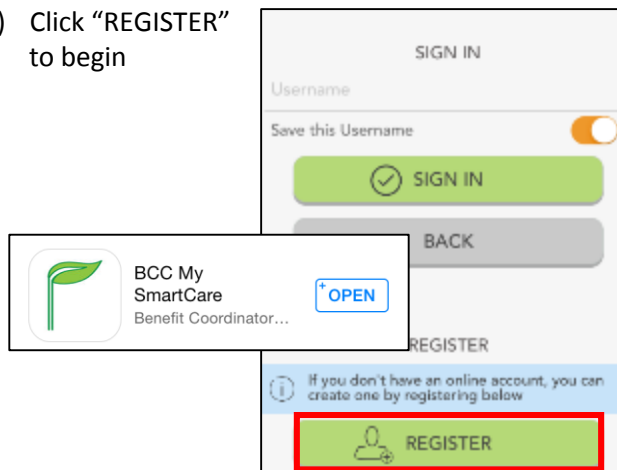 ) Click “REGISTER”
to begin
SIGN IN
Username
Save this Username
SIGN IN
BACK
BCC My
SmartCare
Benefit Coordinator...
+OPEN
REGISTER
If you don't have an online account, you can
create one by registering below
REGISTER